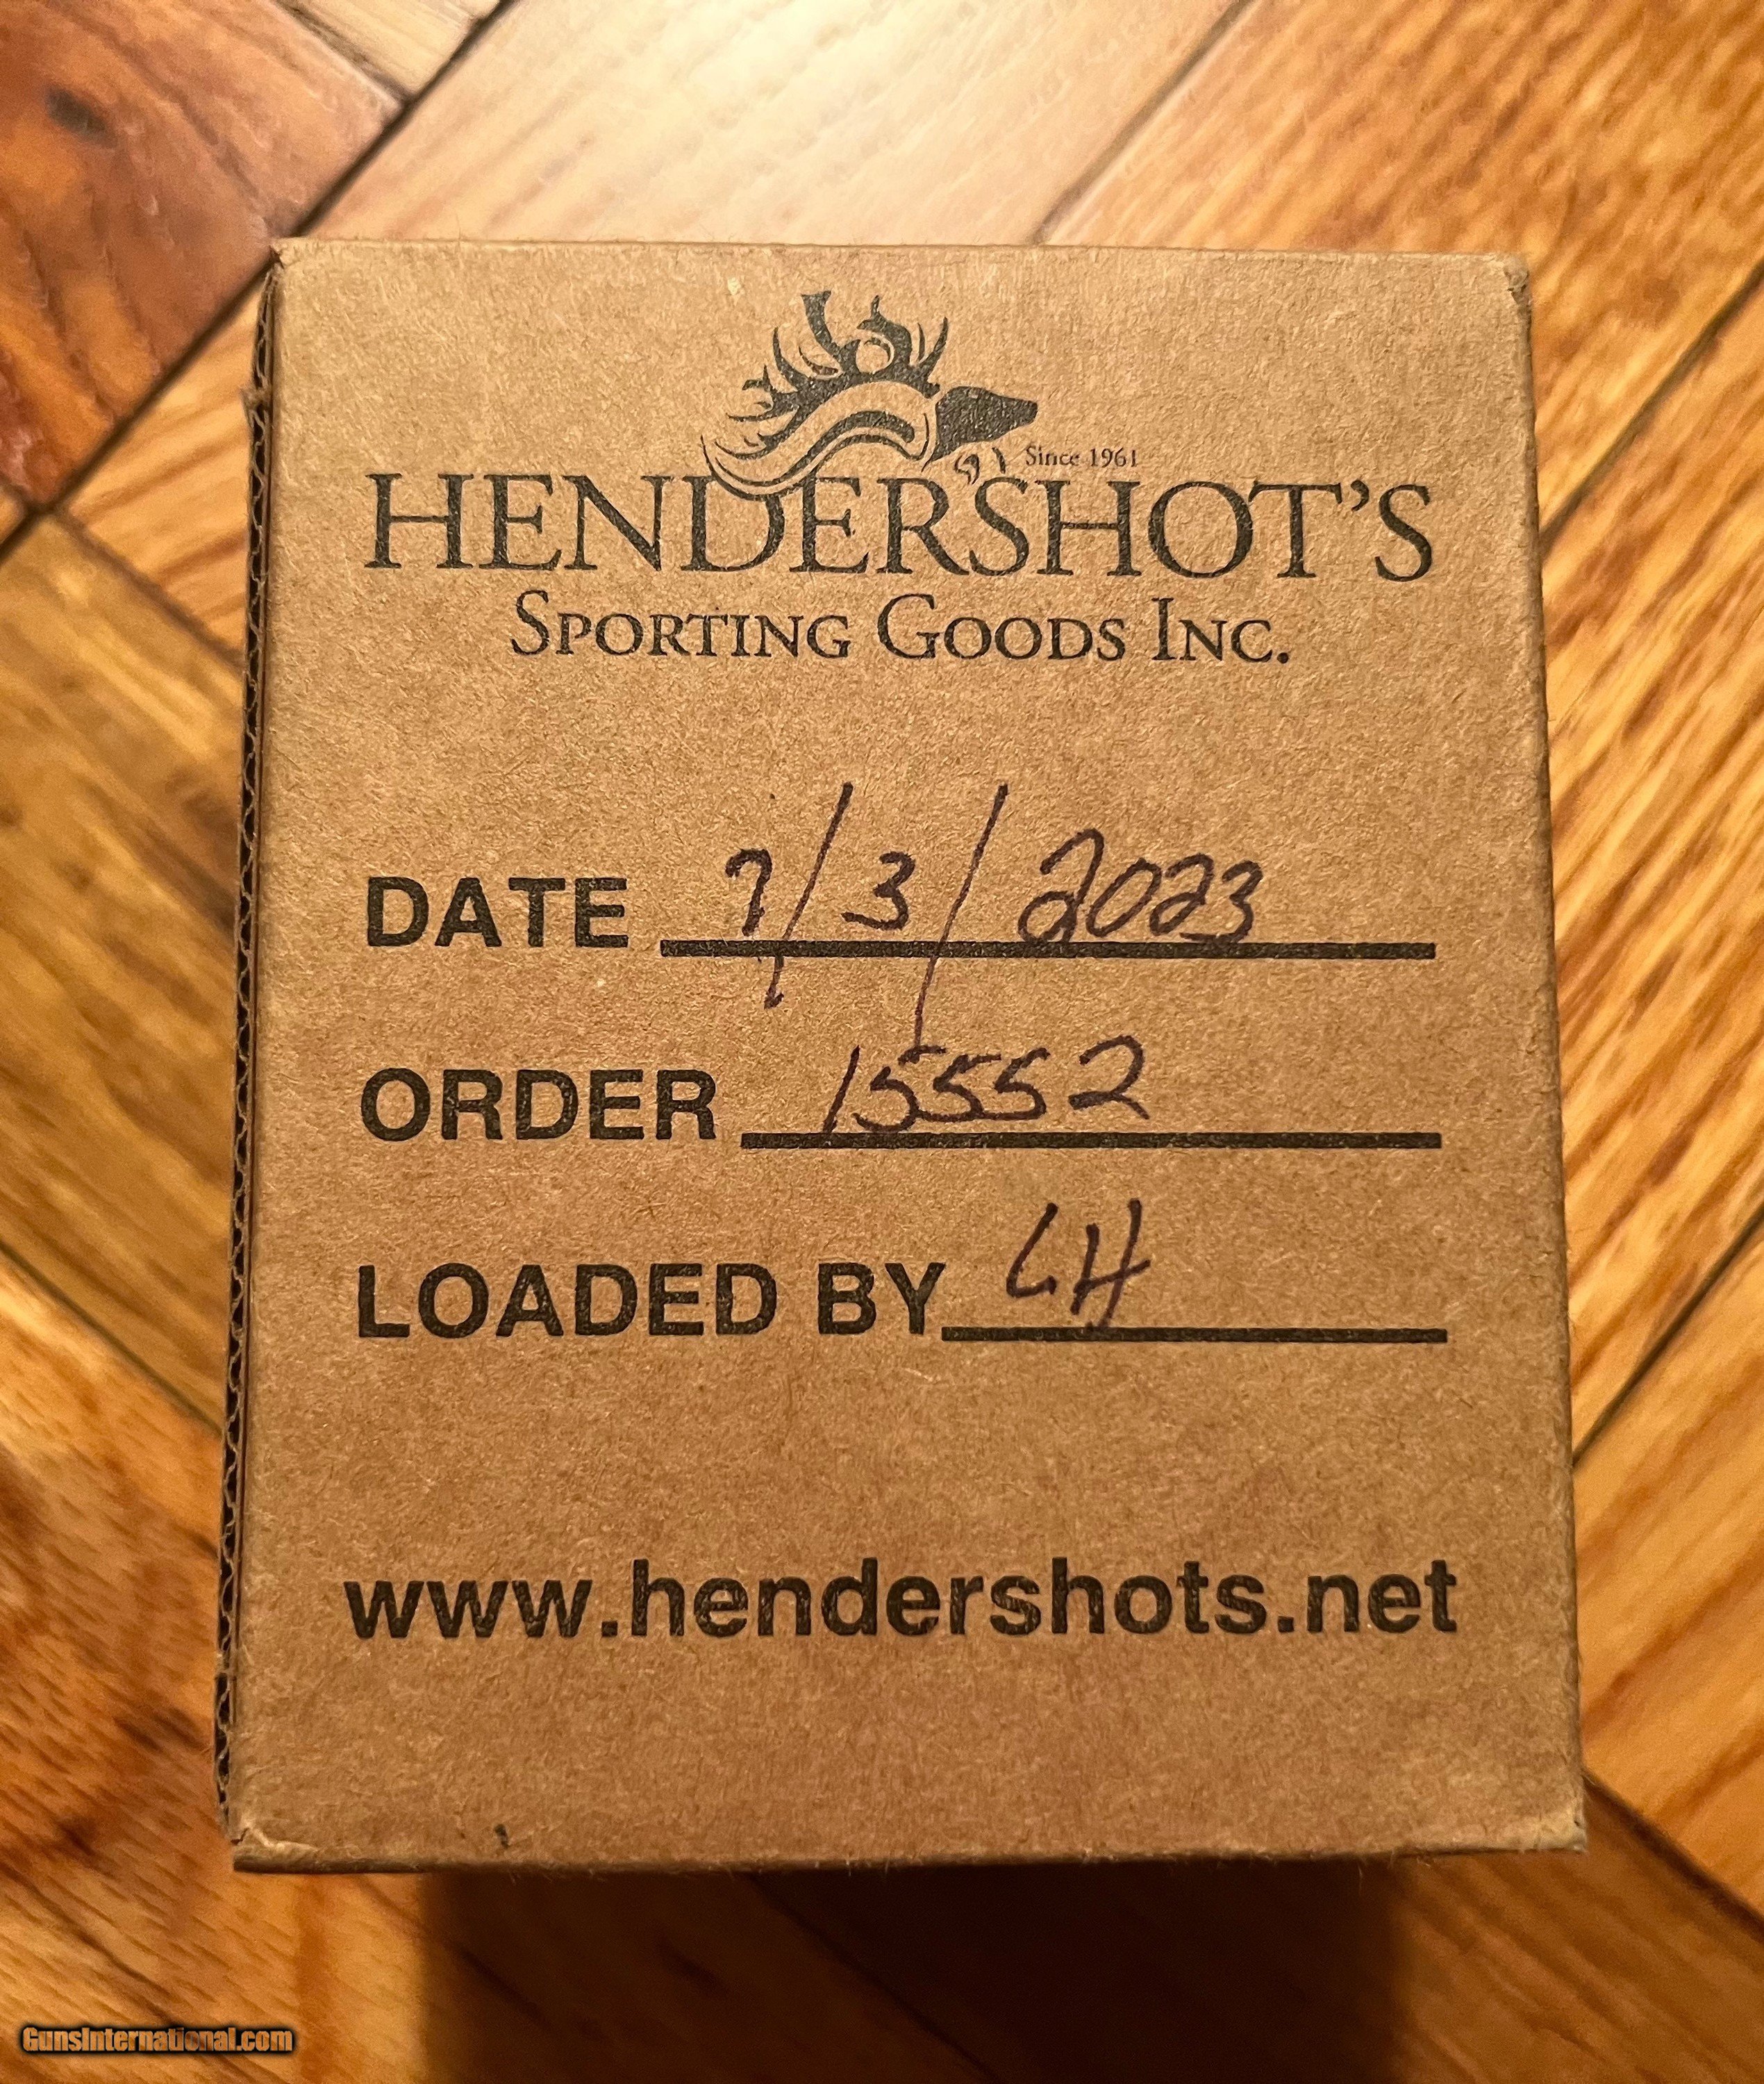 Since 1961
HENDERSHOT'S
SPORTING GOODS INC.
DATE 7/3/2023
ORDER 15552
LOADED BY LH
www.hendershots.net
GunsInternational.com